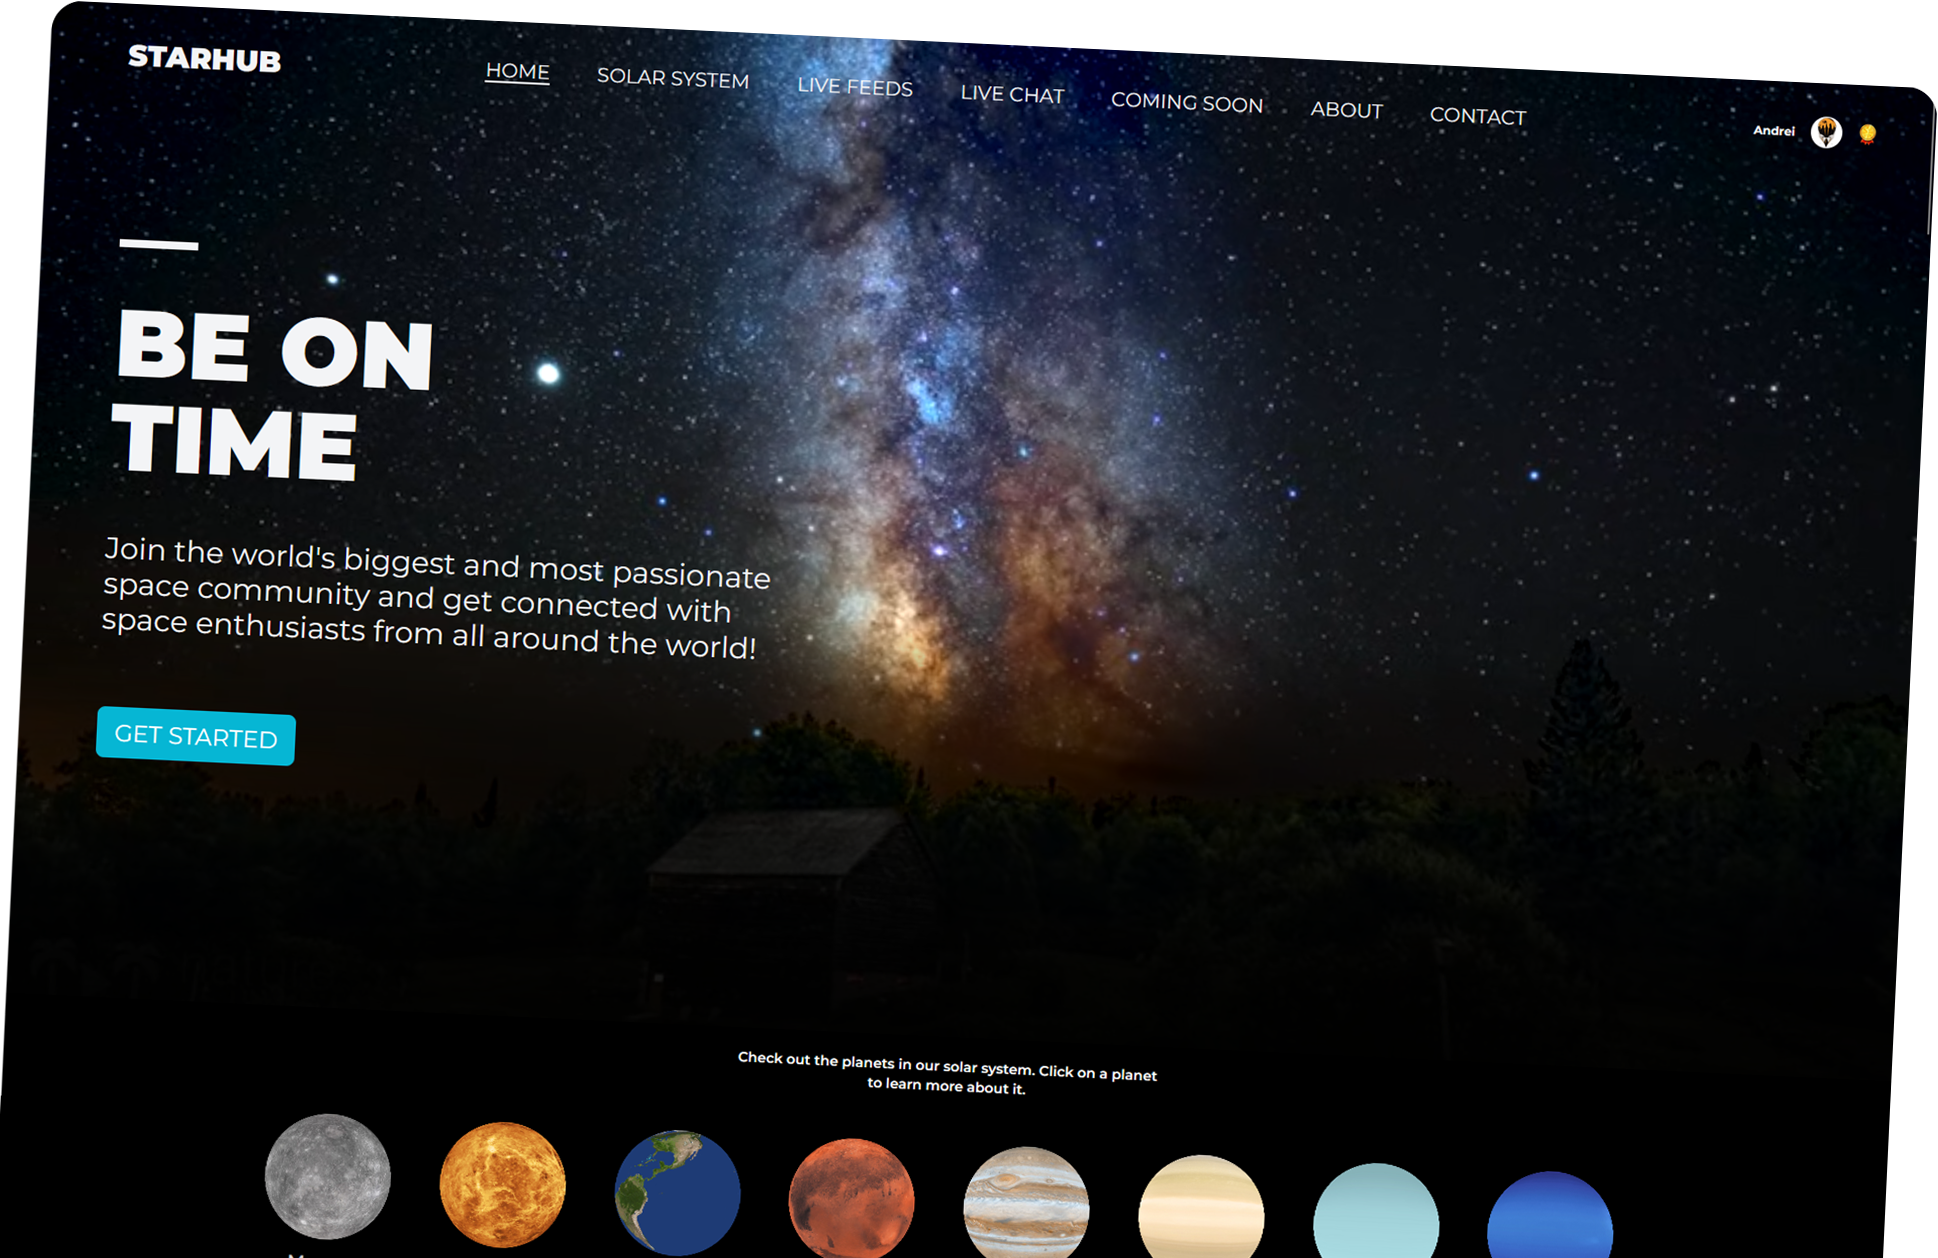 STARHUB
HOME SOLAR SYSTEM LIVE FEEDS LIVE CHAT COMING SOON ABOUT CONTACT
Andrei
BE ON
TIME
Join the world's biggest and most passionate
space community and get connected with
space enthusiasts from all around the world!
GET STARTED
Check out the planets in our solar system. Click on a planet
to learn more about it.